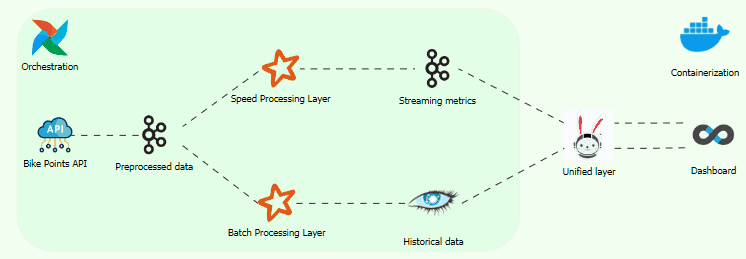 Orchestration
Containerization
API
Bike Points API
Preprocessed data
Speed Processing Layer
Streaming metrics
Batch Processing Layer
Historical data
Unified layer
Dashboard